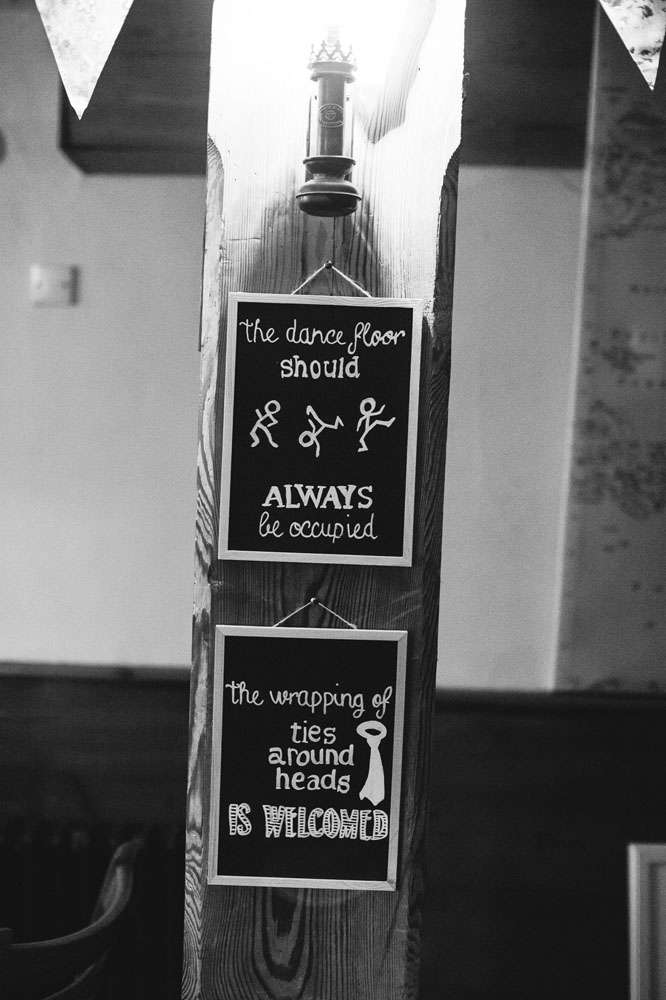 the dance floor
should
ALWAYS
be occupied
the wrapping of
ties
around
heads
IS WELCOMED